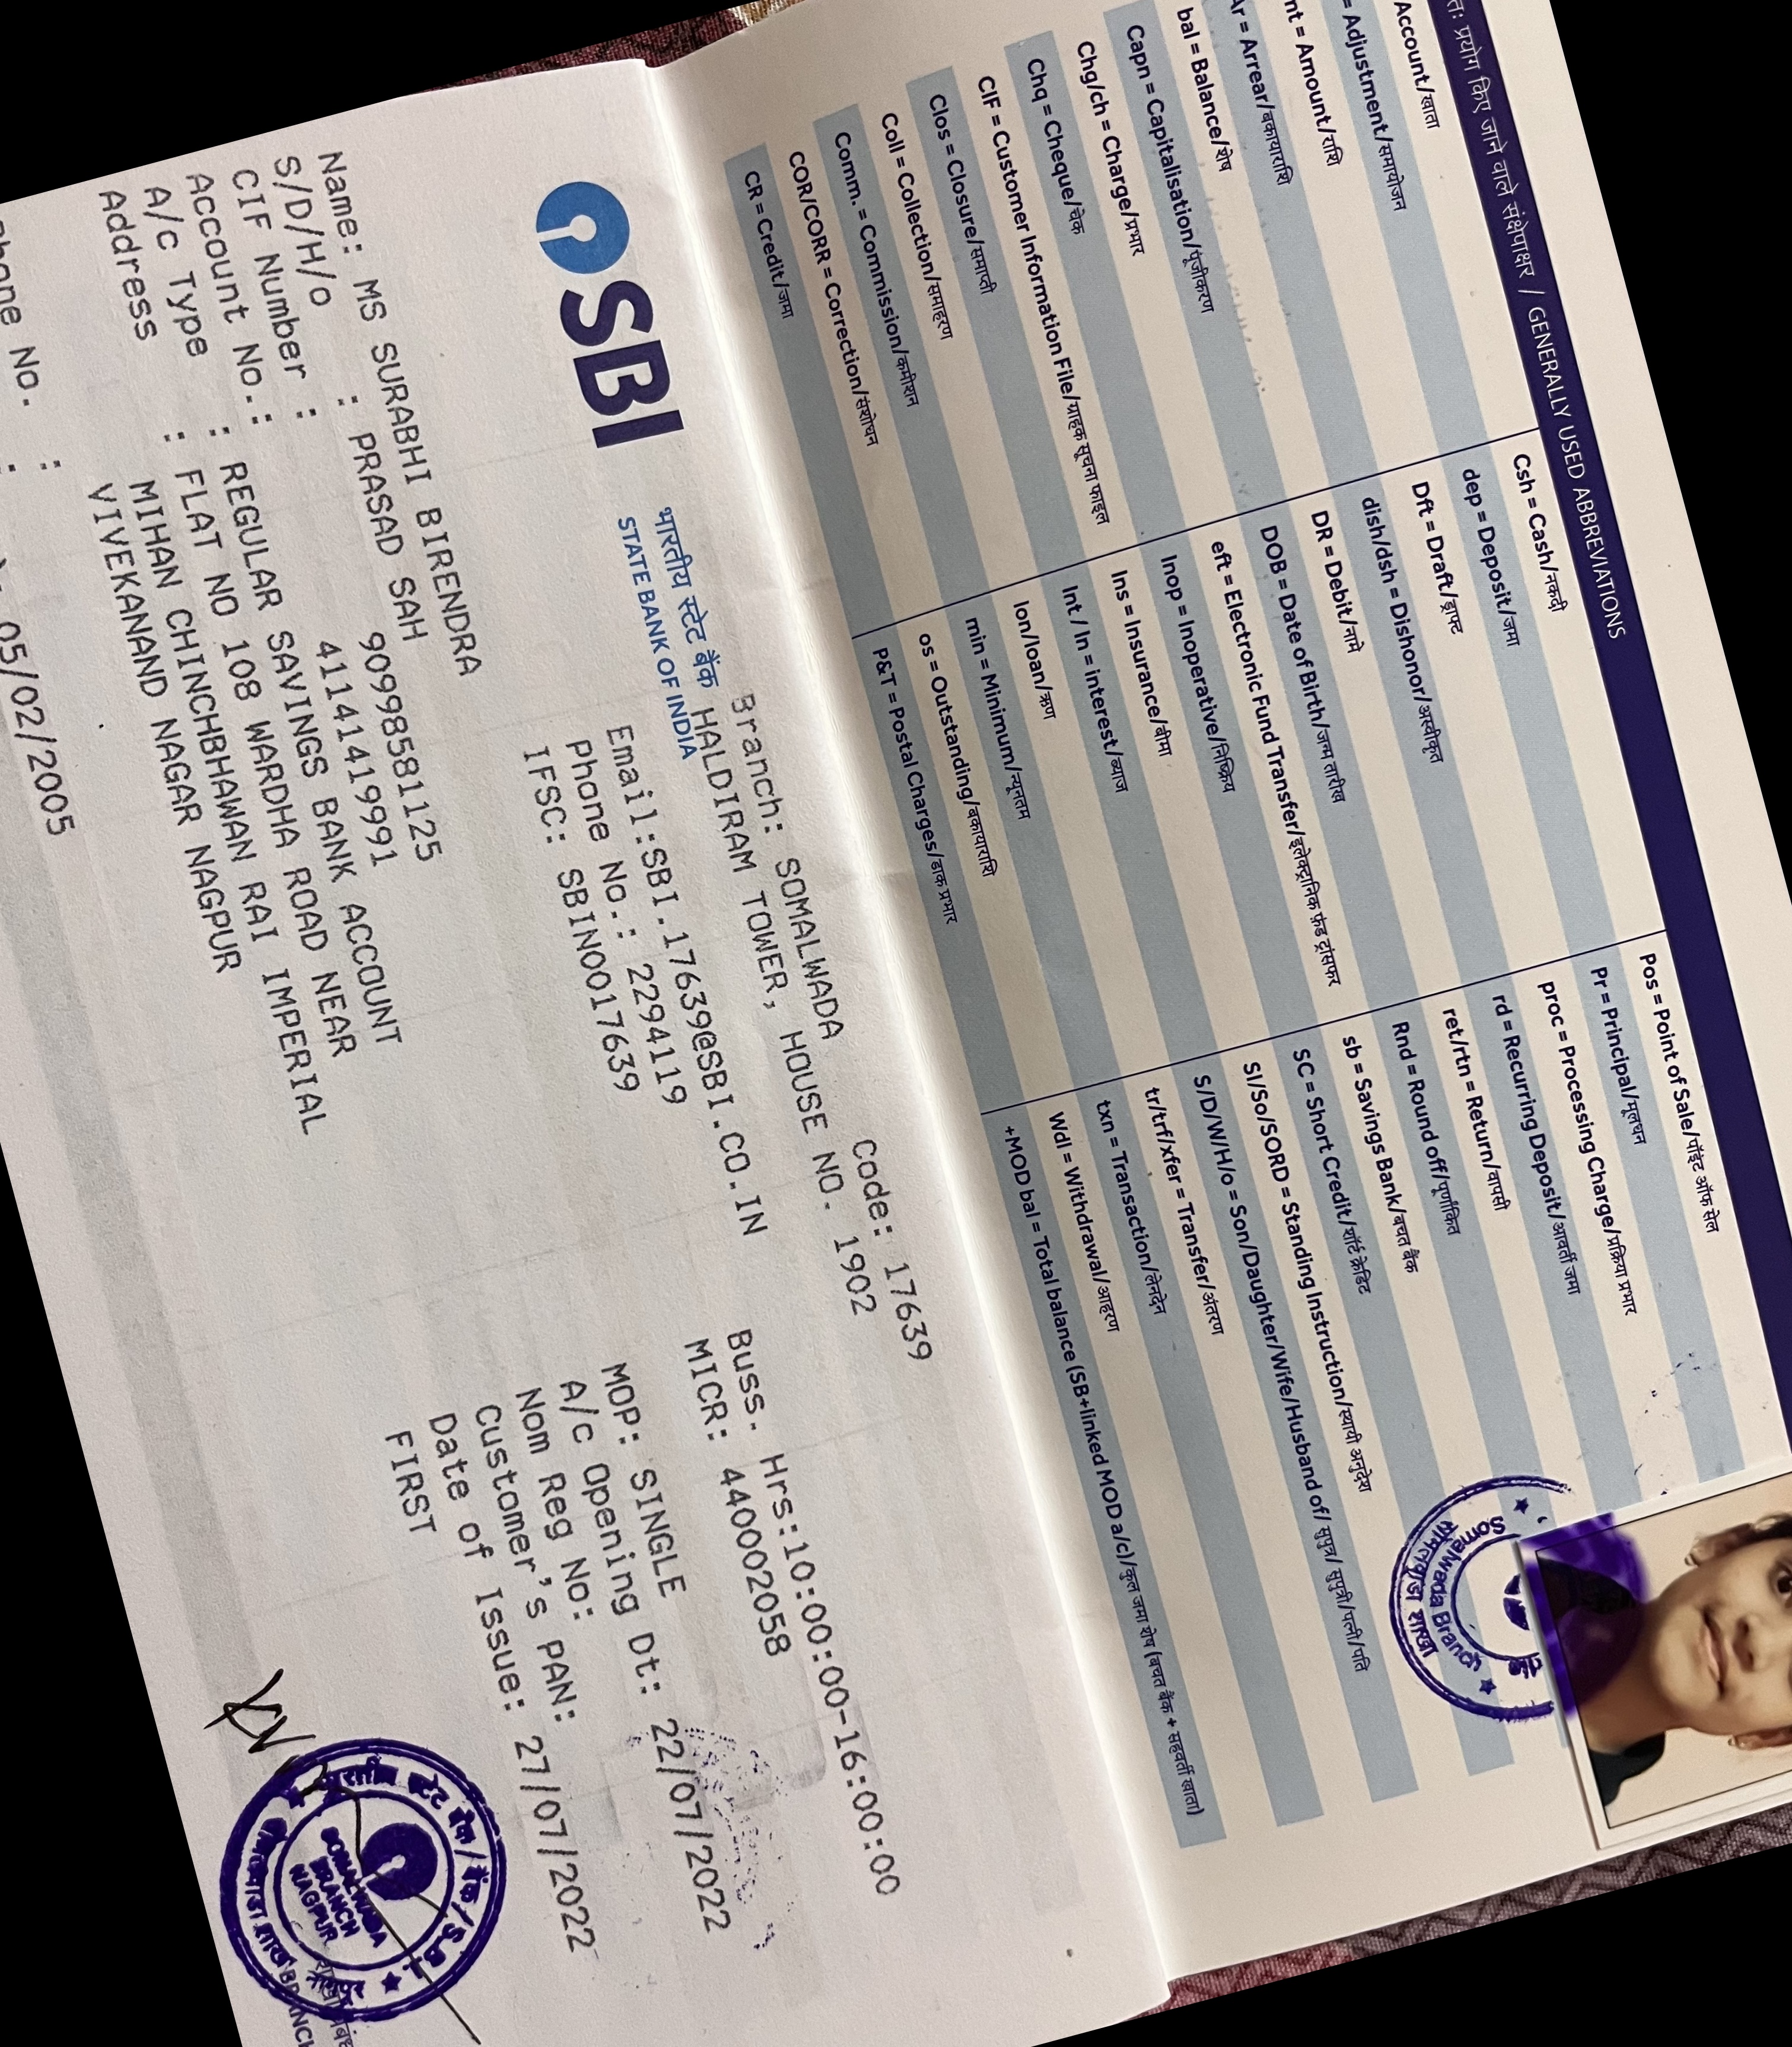 त: प्रयोग किए जाने वाले संक्षेपाक्षर / GENERALLY USED ABBREVIATIONS
Account/खाता
= Adjustment/समायोजन
nt = Amount/राशि
Ar = Arrear/बकायाराशि
bal = Balance/शेष
Capn = Capitalisation/पूंजीकरण
Chg/ch = Charge/प्रभार
Chq = Cheque/चेक
CIF = Customer Information File/ग्राहक सूचना फाइल
Clos = Closure/समाप्ती
Coll = Collection/समाहरण
Comm. = Commission/कमीशन
COR/CORR = Correction/संशोधन
CR = Credit/जमा
Csh = Cash/नकदी
dep = Deposit/जमा
Dft = Draft/ड्राफ्ट
dish/dsh = Dishonor/अस्वीकृत
DR = Debit/नामे
DOB = Date of Birth/जन्म तारीख
eft = Electronic Fund Transfer/इलेक्ट्रानिक फ़ंड ट्रांसफर
Inop = Inoperative/निष्क्रिय
Ins = Insurance/बीमा
Int / In = interest/ब्याज
lon/loan/ऋण
min = Minimum/न्यूनतम
os = Outstanding/बकायाराशि
P&T = Postal Charges/डाक प्रभार
Pos = Point of Sale/पॉइंट ऑफ सेल
Pr = Principal/मूलधन
proc = Processing Charge/प्रक्रिया प्रभार
rd = Recurring Deposit/आवर्ती जमा
ret/rtn = Return/वापसी
Rnd = Round off/पूर्णांकित
sb = Savings Bank/बचत बैंक
SC = Short Credit/शॉर्ट क्रेडिट
SI/So/SORD = Standing Instruction/स्थायी अनुदेश
S/D/W/H/o = Son/Daughter/Wife/Husband of/ सुपुत्र/ सुपुत्री/पत्नी/पति
tr/trf/xfer = Transfer/अंतरण
txn = Transaction/लेनदेन
Wdl = Withdrawal/आहरण
+MOD bal = Total balance (SB+linked MOD a/c)/कुल जमा शेष (बचत बैंक + सहवर्ती खाता)
Somalwada Branch
सोमलवाडा शाखा
SBI
भारतीय स्टेट बैंक
STATE BANK OF INDIA
Branch: SOMALWADA
Code: 17639
HALDIRAM TOWER, HOUSE NO. 1902
Email:SBI.17639@SBI.CO.IN
Phone No.: 2294119
IFSC: SBIN0017639
Buss. Hrs:10:00:00-16:00:00
MICR: 440002058
Name: MS SURABHI BIRENDRA
S/D/H/o : PRASAD SAH
CIF Number : 90998581125
Account No.: 41141419991
A/c Type : REGULAR SAVINGS BANK ACCOUNT
Address : FLAT NO 108 WARDHA ROAD NEAR
MIHAN CHINCHBHAWAN RAI IMPERIAL
VIVEKANAND NAGAR NAGPUR
MOP: SINGLE
A/c Opening Dt: 22/07/2022
Nom Reg No:
Customer's PAN:
Date of Issue: 27/07/2022
FIRST
hone No. :
: 05/02/2005
भारतीय स्टेट बैंक / S.B.I.
SOMALWADA
BRANCH
NAGPUR
नागपुर
BRANCH